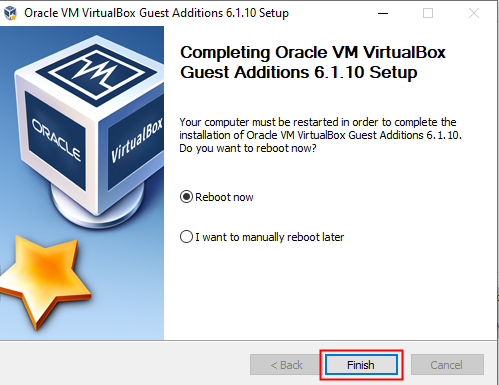 Oracle VM VirtualBox Guest Additions 6.1.10 Setup
Completing Oracle VM VirtualBox
Guest Additions 6.1.10 Setup
Your computer must be restarted in order to complete the
installation of Oracle VM VirtualBox Guest Additions 6.1.10.
Do you want to reboot now?
Reboot now
I want to manually reboot later
ORACLE
VirtualBox
< Back
Finish
Cancel